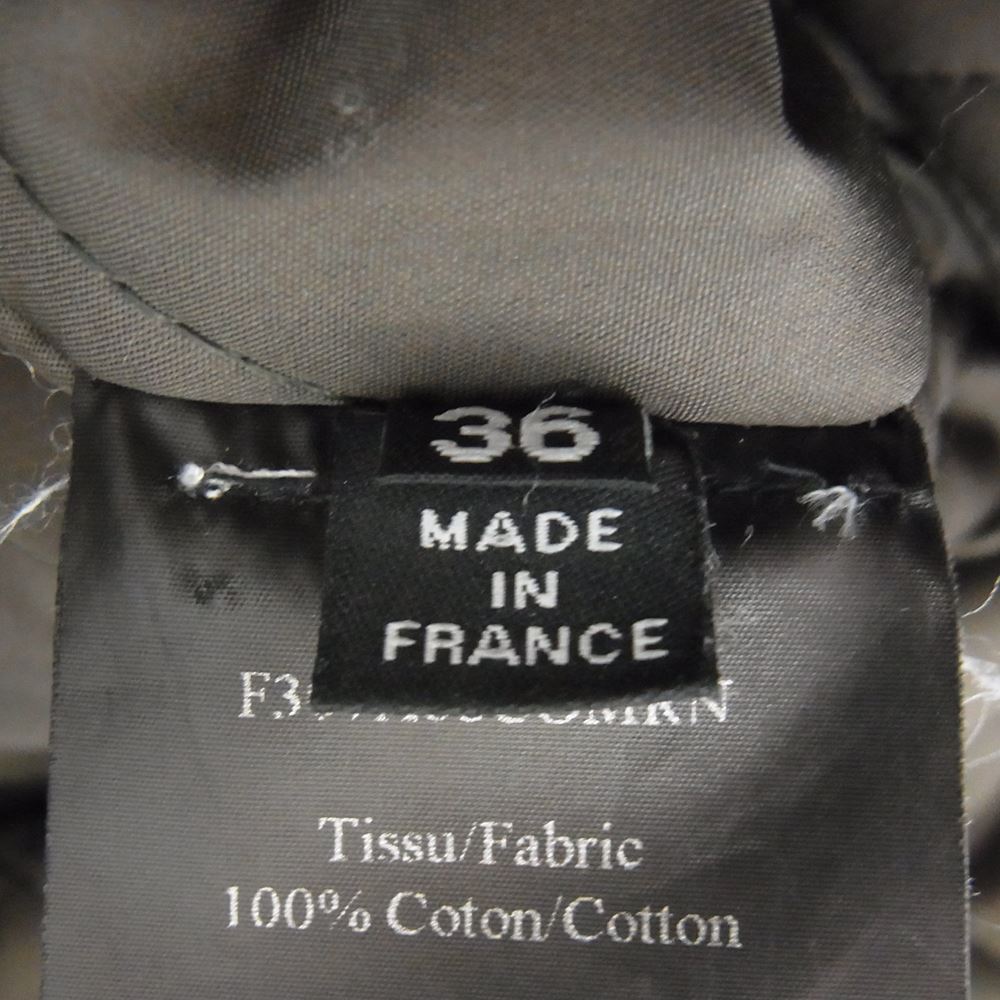 36
MADE
IN
FRANCE
Tissu/Fabric
100% Coton/Cotton